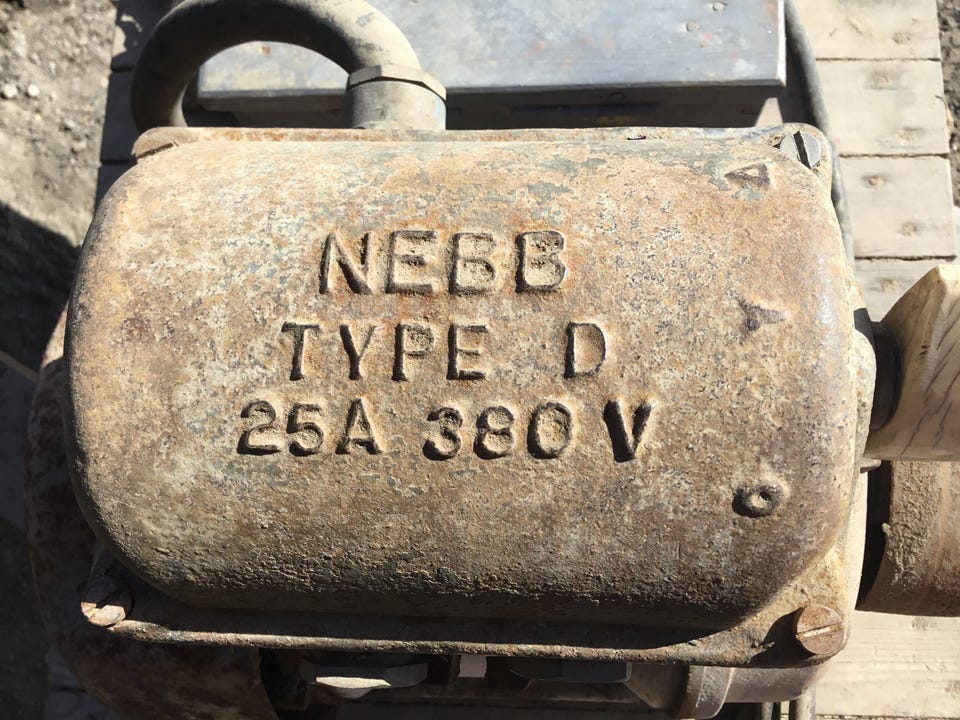 NEBB
TYPE D
25A 380 V
Δ
Y
O